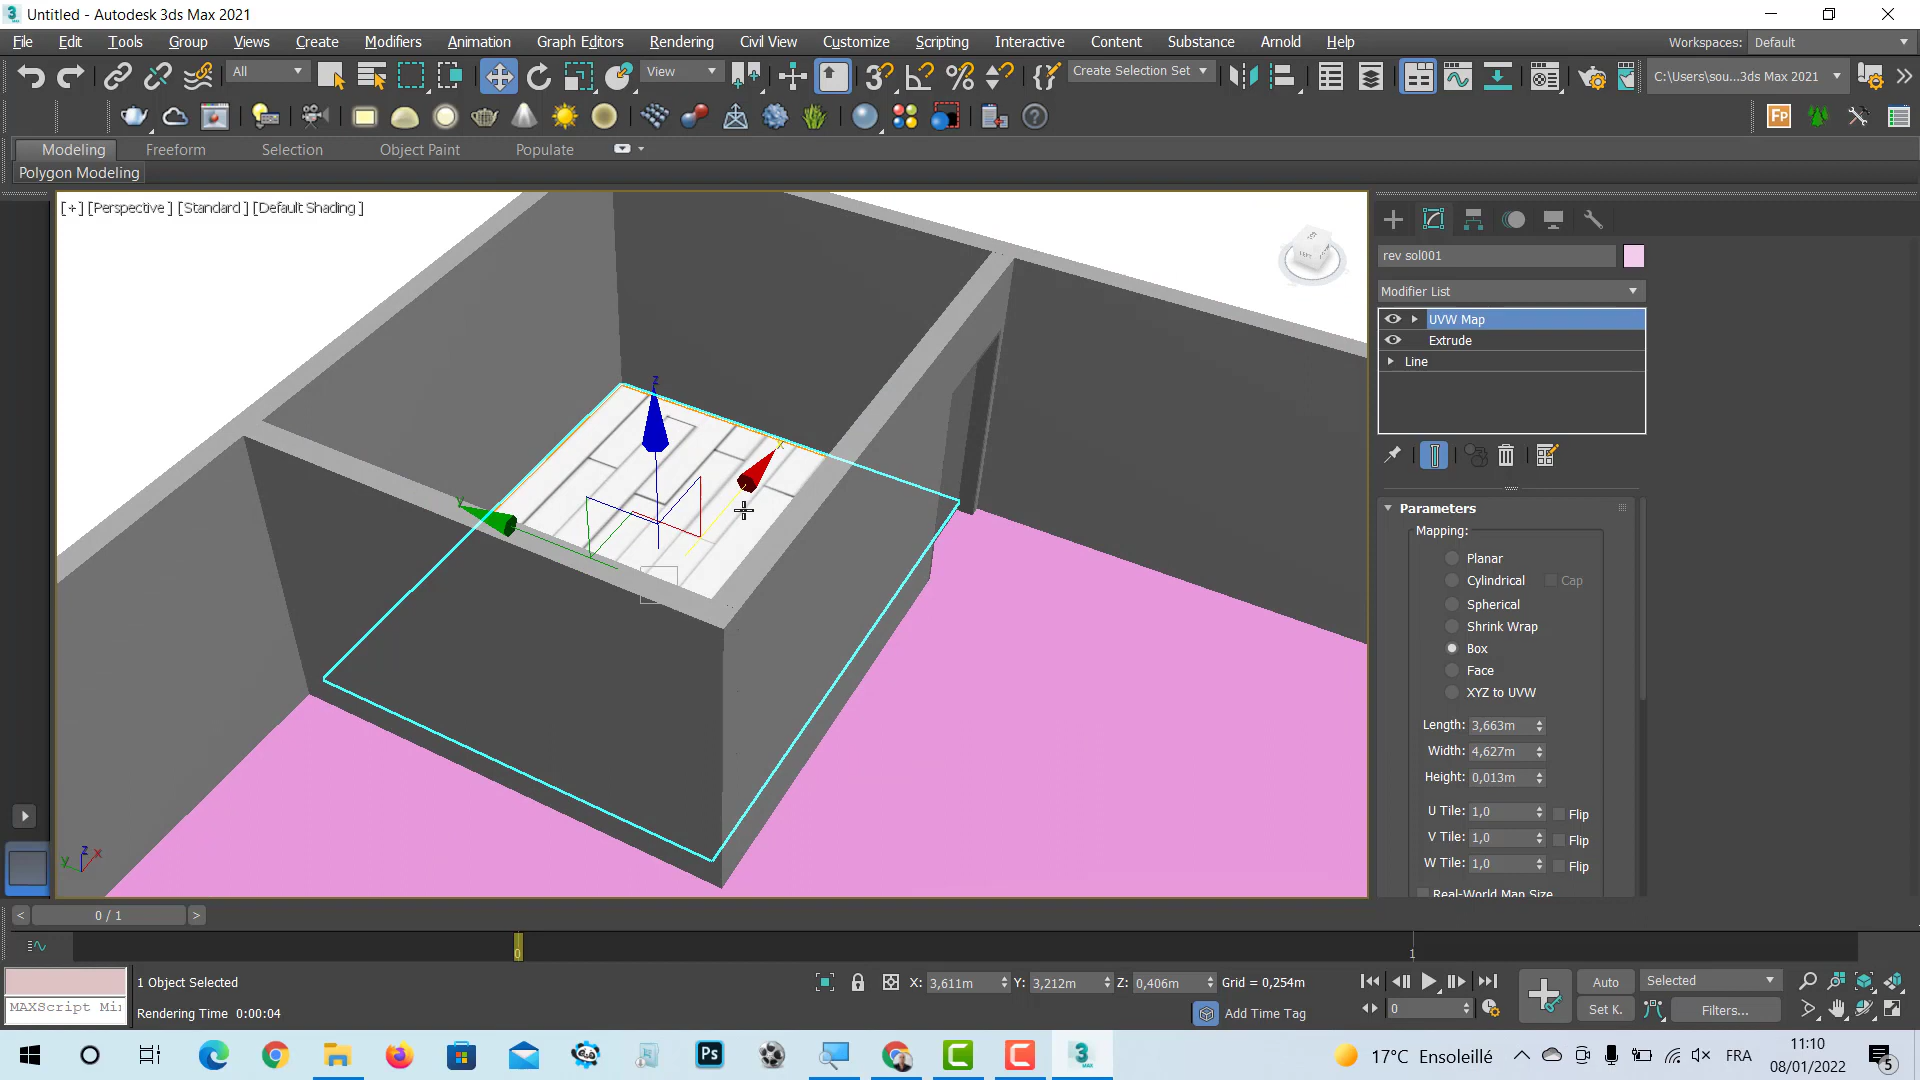 Untitled - Autodesk 3ds Max 2021
File Edit Tools Group Views Create Modifiers Animation Graph Editors Rendering Civil View Customize Scripting Interactive Content Substance Arnold Help Workspaces: Default
All View Create Selection Set C:\Users\sou...3ds Max 2021
Modeling Freeform Selection Object Paint Populate
Polygon Modeling
[+] [Perspective ] [Standard ] [Default Shading ]
rev sol001
Modifier List
UVW Map
Extrude
Line
Parameters
Mapping:
Planar
Cylindrical Cap
Spherical
Shrink Wrap
Box
Face
XYZ to UVW
Length: 3,663m
Width: 4,627m
Height: 0,013m
U Tile: 1,0 Flip
V Tile: 1,0 Flip
W Tile: 1,0 Flip
Real-World Map Size
z
x
y
z
y x
< 0 / 1 >
0 1
1 Object Selected X: 3,611m Y: 3,212m Z: 0,406m Grid = 0,254m Auto Selected
MAXScript Mi
Rendering Time 0:00:04 Add Time Tag 0 Set K. Filters...
17°C Ensoleillé FRA 11:10
08/01/2022
5